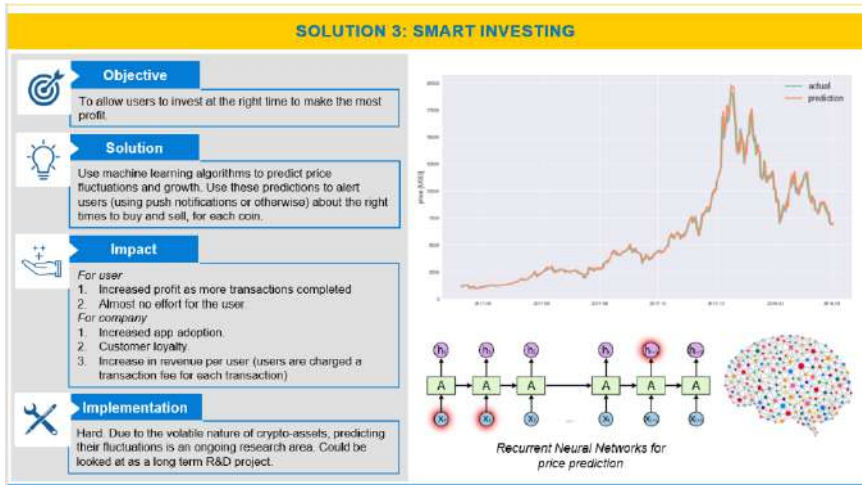 SOLUTION 3: SMART INVESTING
Objective
To allow users to invest at the right time to make the most
profit.
Solution
Use machine learning algorithms to predict price
fluctuations and growth. Use these predictions to alert
users (using push notifications or otherwise) about the right
times to buy and sell, for each coin.
Impact
For user
1. Increased profit as more transactions completed
2. Almost no effort for the user.
For company
1. Increased app adoption.
2. Customer loyalty.
3. Increase in revenue per user (users are charged a
transaction fee for each transaction)
Implementation
Hard. Due to the volatile nature of crypto-assets, predicting
their fluctuations is an ongoing research area. Could be
looked at as a long term R&D project.
actual
prediction
price [USD]
A A A A A A
...
Recurrent Neural Networks for
price prediction